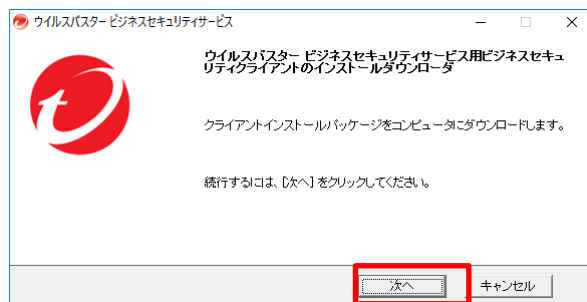 ウイルスバスター ビジネスセキュリティサービス
ウイルスバスター ビジネスセキュリティサービス用ビジネスセキュ
リティクライアントのインストールダウンローダ
クライアントインストールパッケージをコンピュータにダウンロードします。
続行するには、[次へ] をクリックしてください。
次へ
キャンセル